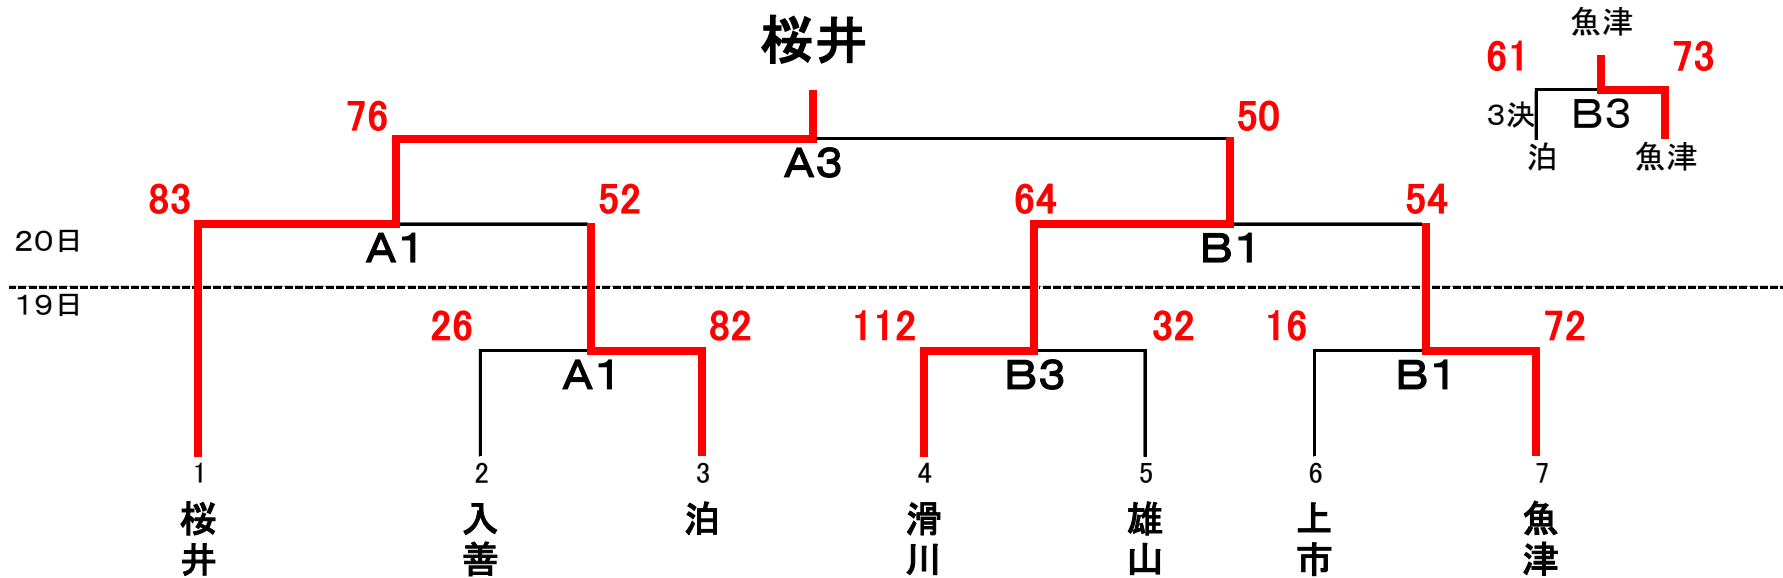 桜井
魚津
61 73
3決 B3
泊 魚津
76 50
A3
83 52 64 54
20日 A1 B1
19日
26 82 112 32 16 72
A1 B3 B1
1 2 3 4 5 6 7
桜井 入善 泊 滑川 雄山 上市 魚津